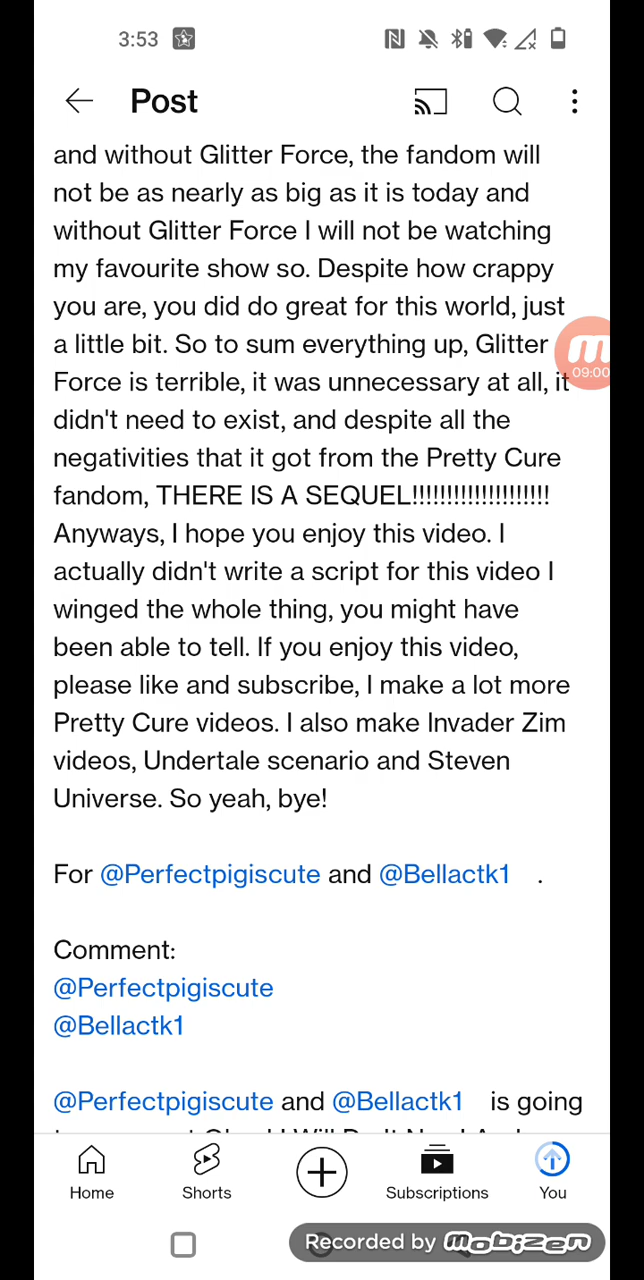 3:53
Post
and without Glitter Force, the fandom will
not be as nearly as big as it is today and
without Glitter Force I will not be watching
my favourite show so. Despite how crappy
you are, you did do great for this world, just
a little bit. So to sum everything up, Glitter
09:00
Force is terrible, it was unnecessary at all, it
didn't need to exist, and despite all the
negativities that it got from the Pretty Cure
fandom, THERE IS A SEQUEL!!!!!!!!!!!!!!!!!!!!
Anyways, I hope you enjoy this video. I
actually didn't write a script for this video I
winged the whole thing, you might have
been able to tell. If you enjoy this video,
please like and subscribe, I make a lot more
Pretty Cure videos. I also make Invader Zim
videos, Undertale scenario and Steven
Universe. So yeah, bye!
For @Perfectpigiscute and @Bellactk1 .
Comment:
@Perfectpigiscute
@Bellactk1
@Perfectpigiscute and @Bellactk1 is going
Home Shorts Subscriptions You
Recorded by mobizen